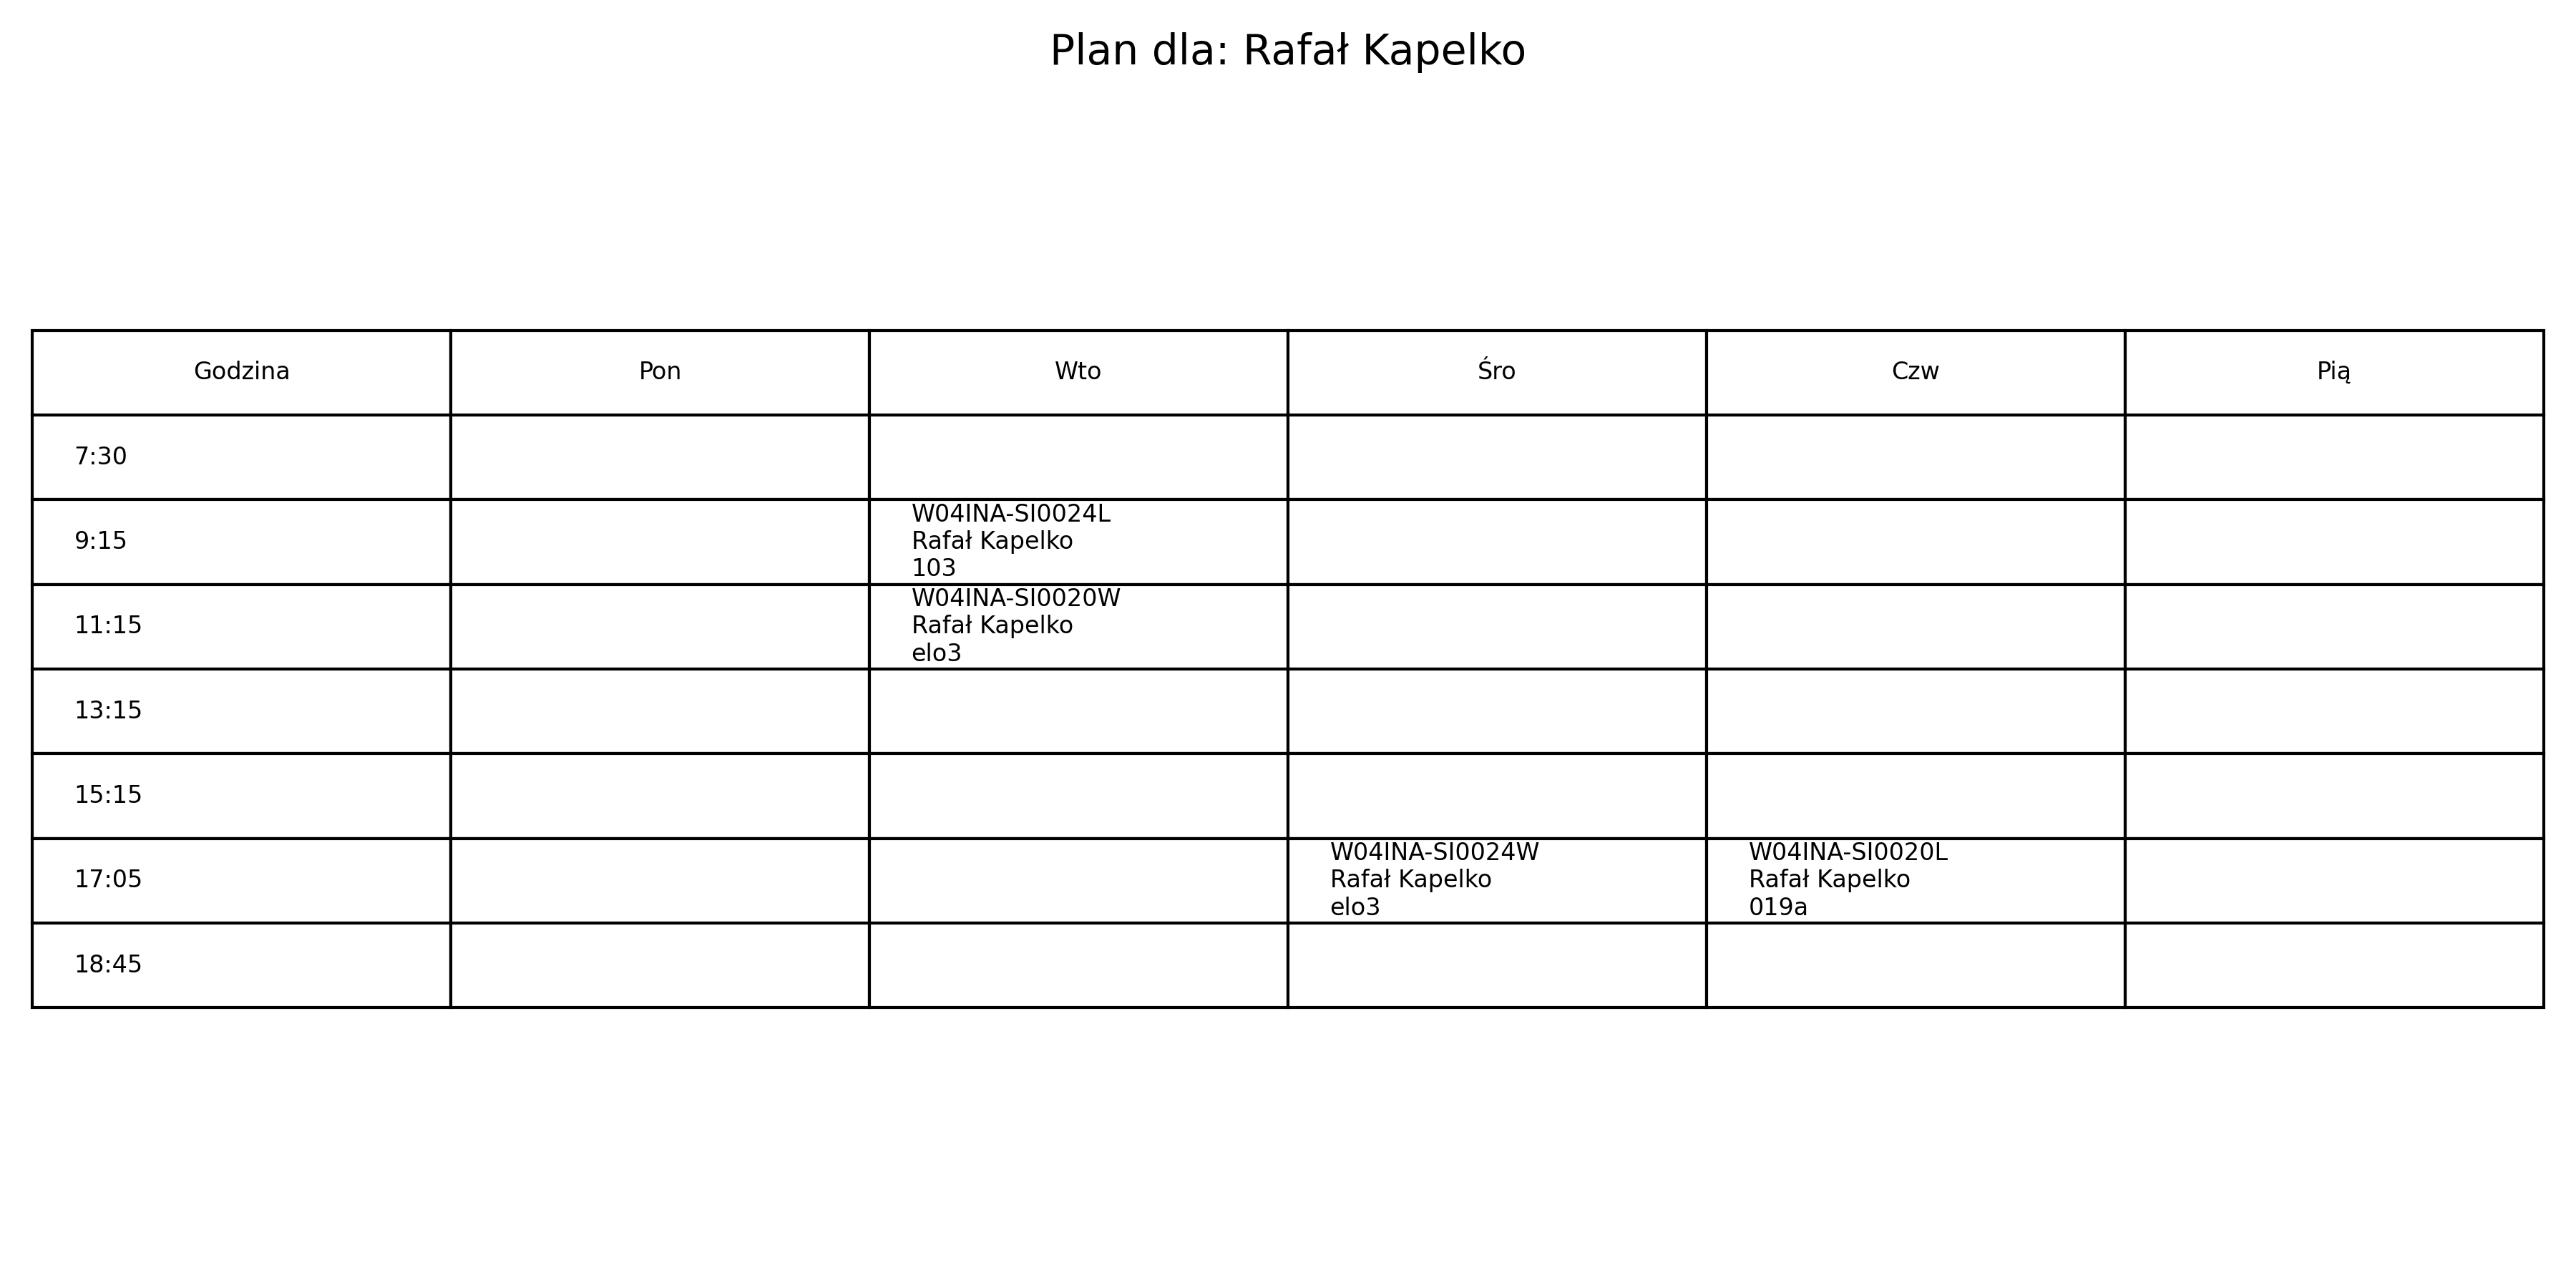 Plan dla: Rafał Kapelko
Godzina Pon Wto Śro Czw Pią
7:30
9:15
W04INA-SI0024L
Rafał Kapelko
103
11:15
W04INA-SI0020W
Rafał Kapelko
elo3
13:15
15:15
17:05
W04INA-SI0024W
Rafał Kapelko
elo3
W04INA-SI0020L
Rafał Kapelko
019a
18:45